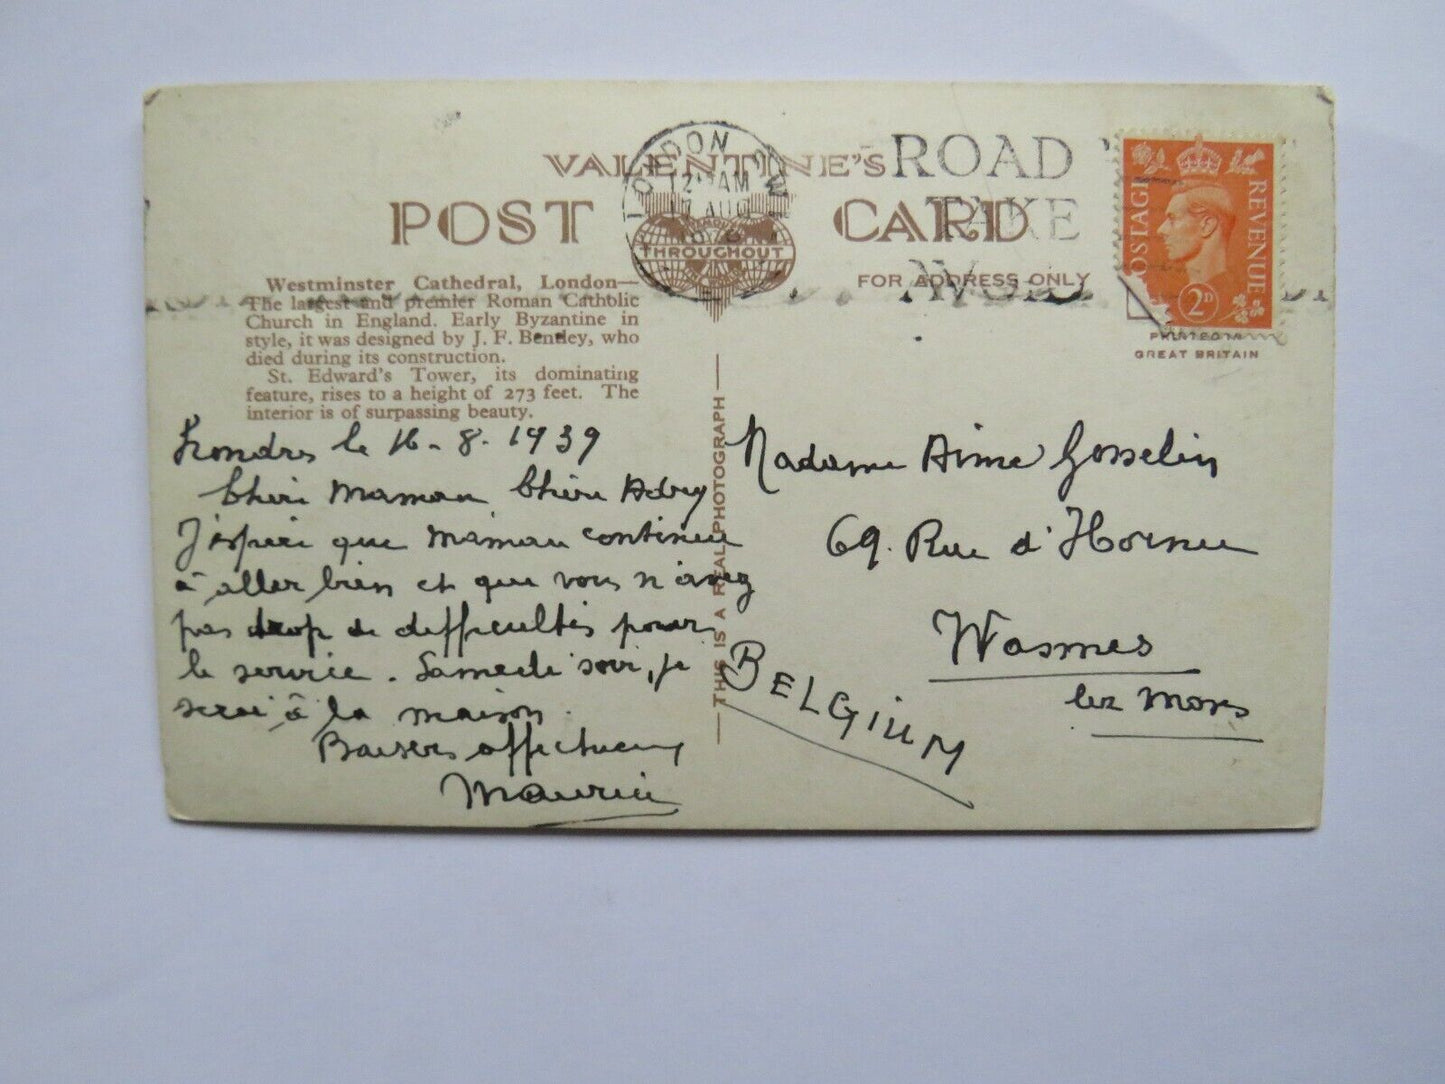 VALENTINE'S
POST CARD
THROUGHOUT
FOR ADDRESS ONLY
LONDON S.W.
12 AM
17 AUG
ROAD
TAKE
POSTAGE
REVENUE
2D
PRINTED IN
GREAT BRITAIN
Westminster Cathedral, London—
The largest and premier Roman Catholic
Church in England. Early Byzantine in
style, it was designed by J. F. Bentley, who
died during its construction.
St. Edward's Tower, its dominating
feature, rises to a height of 273 feet. The
interior is of surpassing beauty.
THIS IS A REAL PHOTOGRAPH
Londres le 16-8-1939
Chère Maman Chère
J'espère que maman continue
à aller bien et que vous n'avez
pas trop de difficultés pour
le service. Samedi soir, je
serai à la maison.
Baisers affectueux
Maurice
Madame Aimé Gosselin
69. Rue d'Hornu
Wasmes
lez Mons
BELGIUM